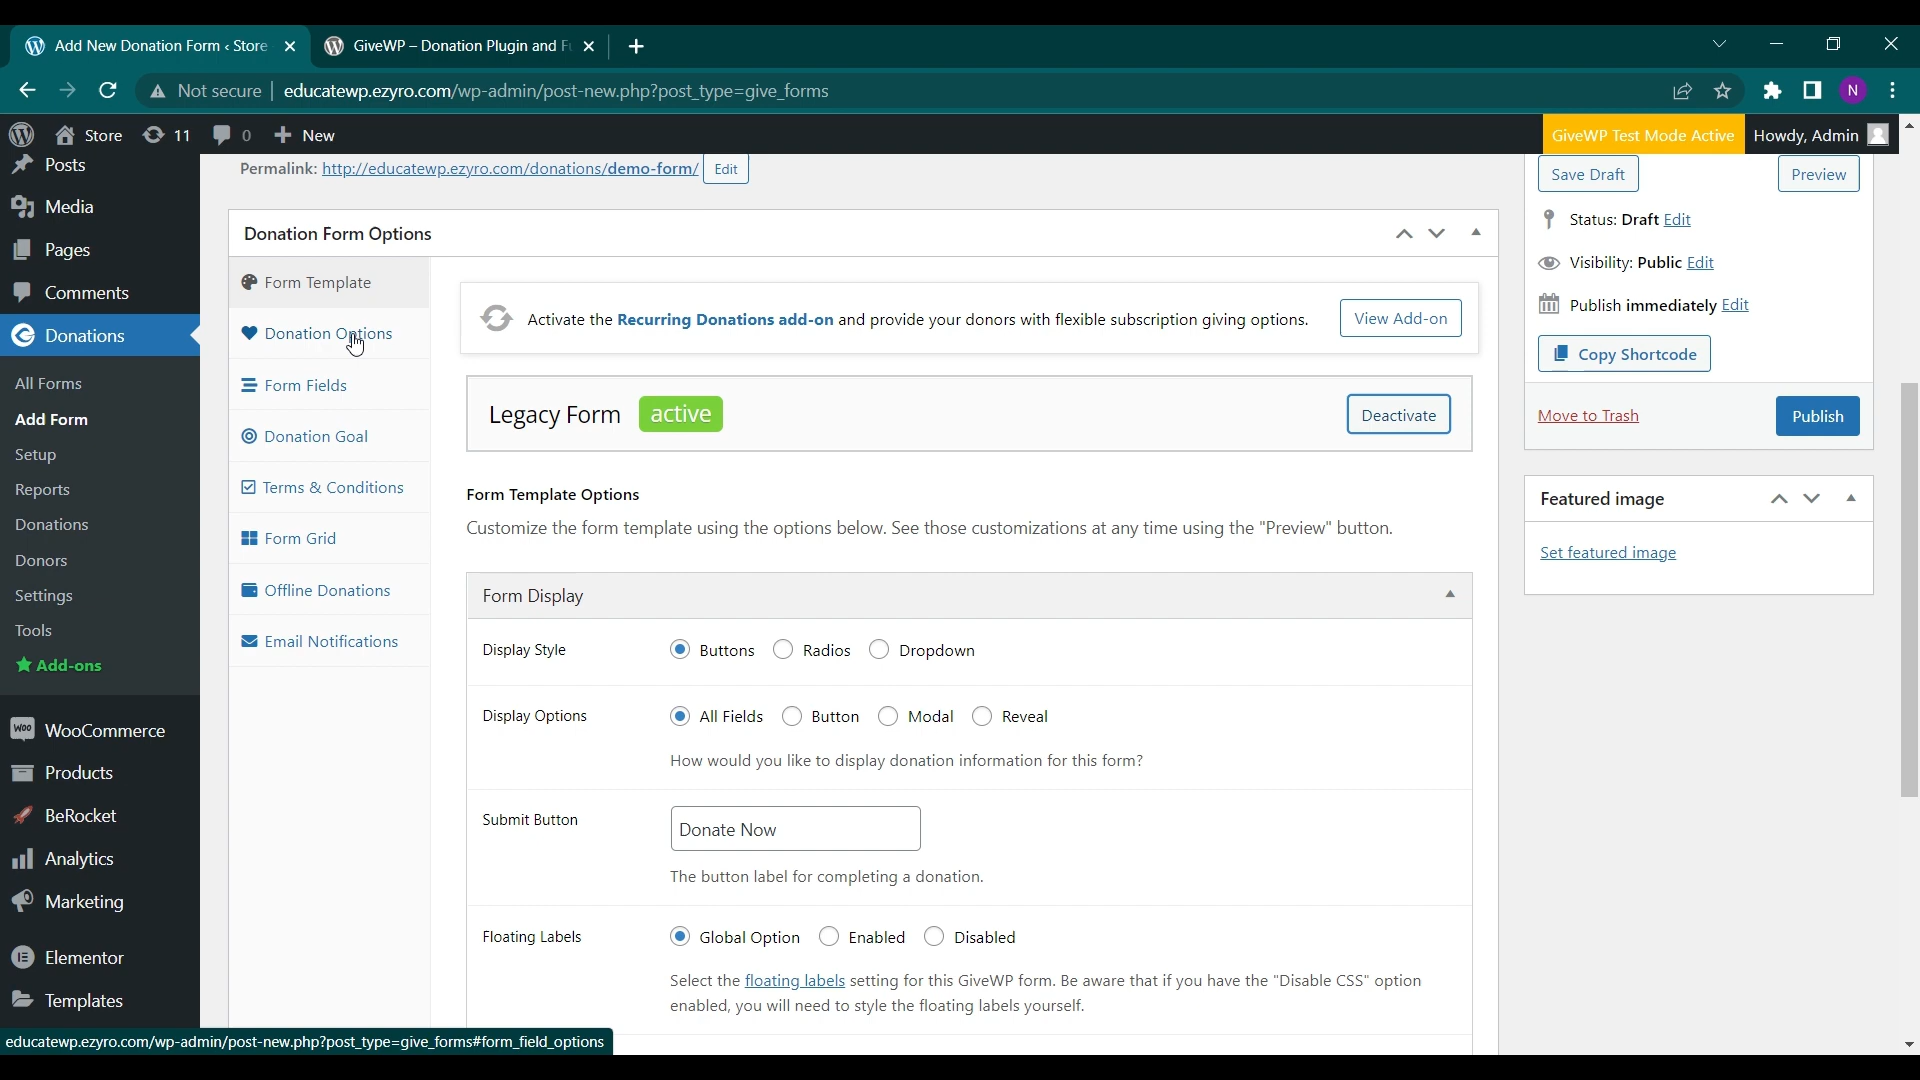 Add New Donation Form ‹ Store
GiveWP – Donation Plugin and F
Not secure
educatewp.ezyro.com/wp-admin/post-new.php?post_type=give_forms
N
Store
11
0
New
GiveWP Test Mode Active
Howdy, Admin
Posts
Media
Pages
Comments
Donations
All Forms
Add Form
Setup
Reports
Donations
Donors
Settings
Tools
Add-ons
WooCommerce
Products
BeRocket
Analytics
Marketing
Elementor
Templates
Permalink: http://educatewp.ezyro.com/donations/demo-form/ Edit
Donation Form Options
Form Template
Donation Options
Form Fields
Donation Goal
Terms & Conditions
Form Grid
Offline Donations
Email Notifications
Activate the Recurring Donations add-on and provide your donors with flexible subscription giving options.
View Add-on
Legacy Form active
Deactivate
Form Template Options
Customize the form template using the options below. See those customizations at any time using the "Preview" button.
Form Display
Display Style Buttons Radios Dropdown
Display Options All Fields Button Modal Reveal
How would you like to display donation information for this form?
Submit Button Donate Now
The button label for completing a donation.
Floating Labels Global Option Enabled Disabled
Select the floating labels setting for this GiveWP form. Be aware that if you have the "Disable CSS" option
enabled, you will need to style the floating labels yourself.
Save Draft
Preview
Status: Draft Edit
Visibility: Public Edit
Publish immediately Edit
Copy Shortcode
Move to Trash
Publish
Featured image
Set featured image
educatewp.ezyro.com/wp-admin/post-new.php?post_type=give_forms#form_field_options